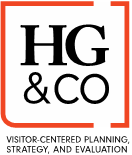 HG
&CO
VISITOR-CENTERED PLANNING,
STRATEGY, AND EVALUATION